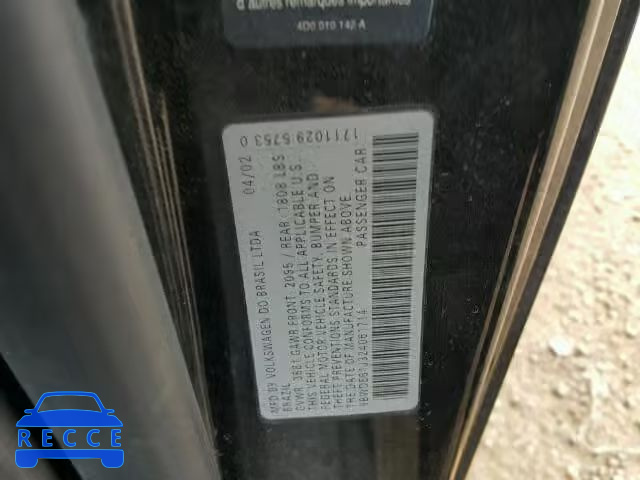 d'autres remarques importantes
4D0 010 142 A
MFD BY VOLKSWAGEN DO BRASIL LTDA 04/02
BRAZIL
GVWR 3881 GAWR FRONT 2095 / REAR 1808 LBS
THIS VEHICLE CONFORMS TO ALL APPLICABLE U.S.
FEDERAL MOTOR VEHICLE SAFETY, BUMPER AND
THEFT PREVENTION STANDARDS IN EFFECT ON
THE DATE OF MANUFACTURE SHOWN ABOVE
PASSENGER CAR
1711029 5753 0
RECCE